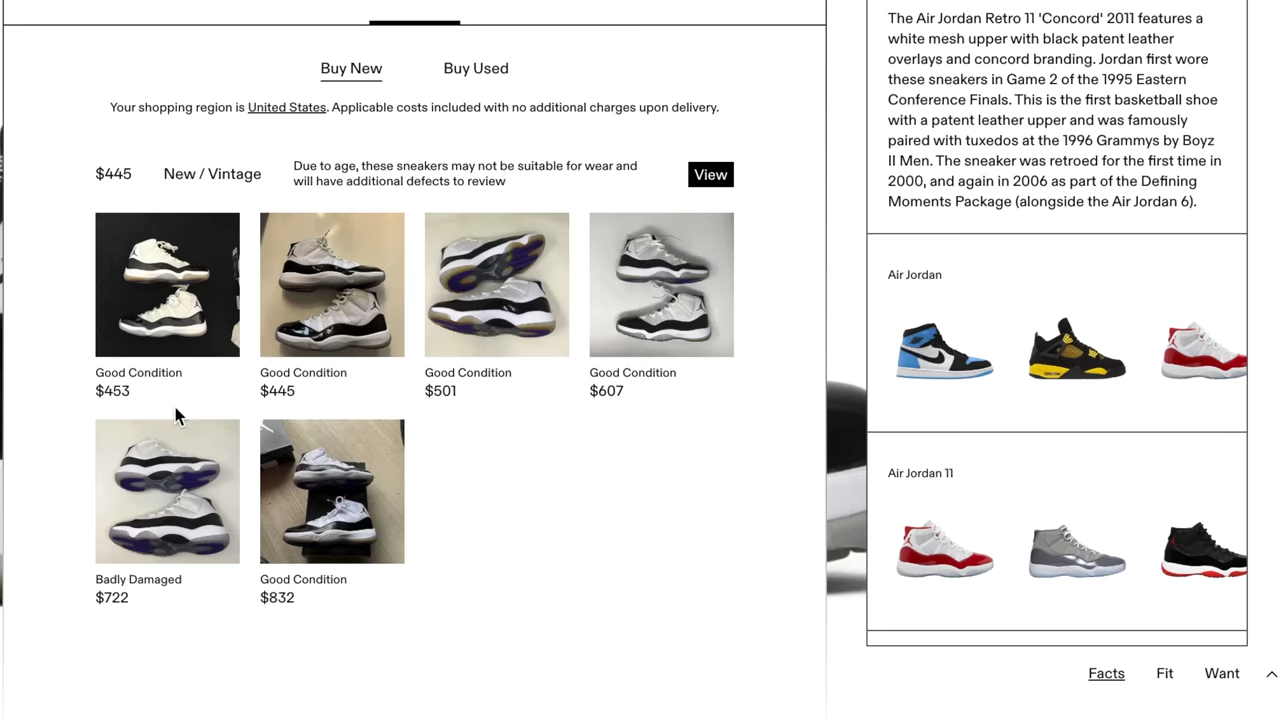 Buy New
Buy Used
Your shopping region is United States. Applicable costs included with no additional charges upon delivery.
$445
New / Vintage
Due to age, these sneakers may not be suitable for wear and
will have additional defects to review
View
Good Condition
$453
Good Condition
$445
Good Condition
$501
Good Condition
$607
Badly Damaged
$722
Good Condition
$832
The Air Jordan Retro 11 'Concord' 2011 features a
white mesh upper with black patent leather
overlays and concord branding. Jordan first wore
these sneakers in Game 2 of the 1995 Eastern
Conference Finals. This is the first basketball shoe
with a patent leather upper and was famously
paired with tuxedos at the 1996 Grammys by Boyz
II Men. The sneaker was retroed for the first time in
2000, and again in 2006 as part of the Defining
Moments Package (alongside the Air Jordan 6).
Air Jordan
Air Jordan 11
Facts
Fit
Want